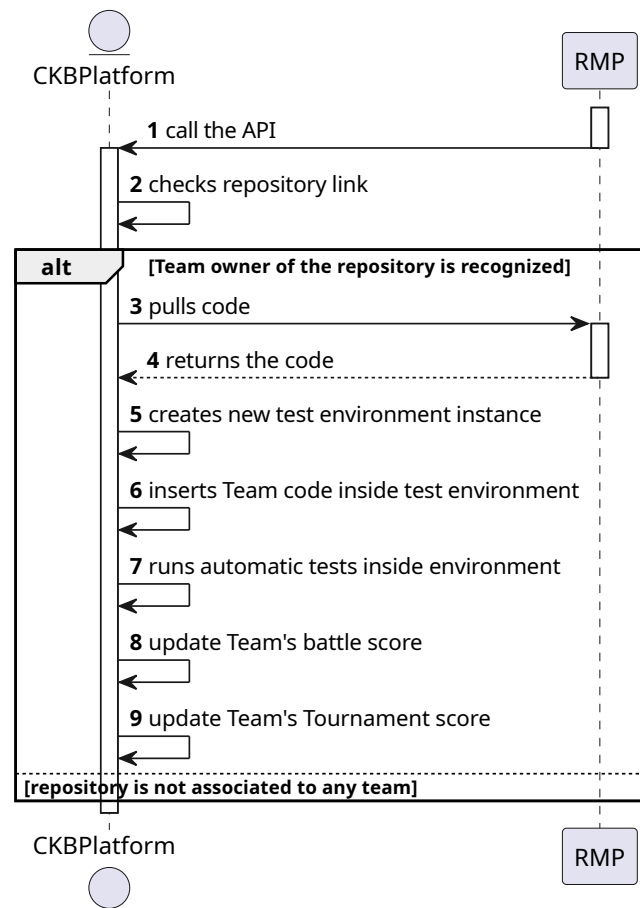 CKBPlatform
RMP
1 call the API
2 checks repository link
alt [Team owner of the repository is recognized]
3 pulls code
4 returns the code
5 creates new test environment instance
6 inserts Team code inside test environment
7 runs automatic tests inside environment
8 update Team's battle score
9 update Team's Tournament score
[repository is not associated to any team]
CKBPlatform
RMP